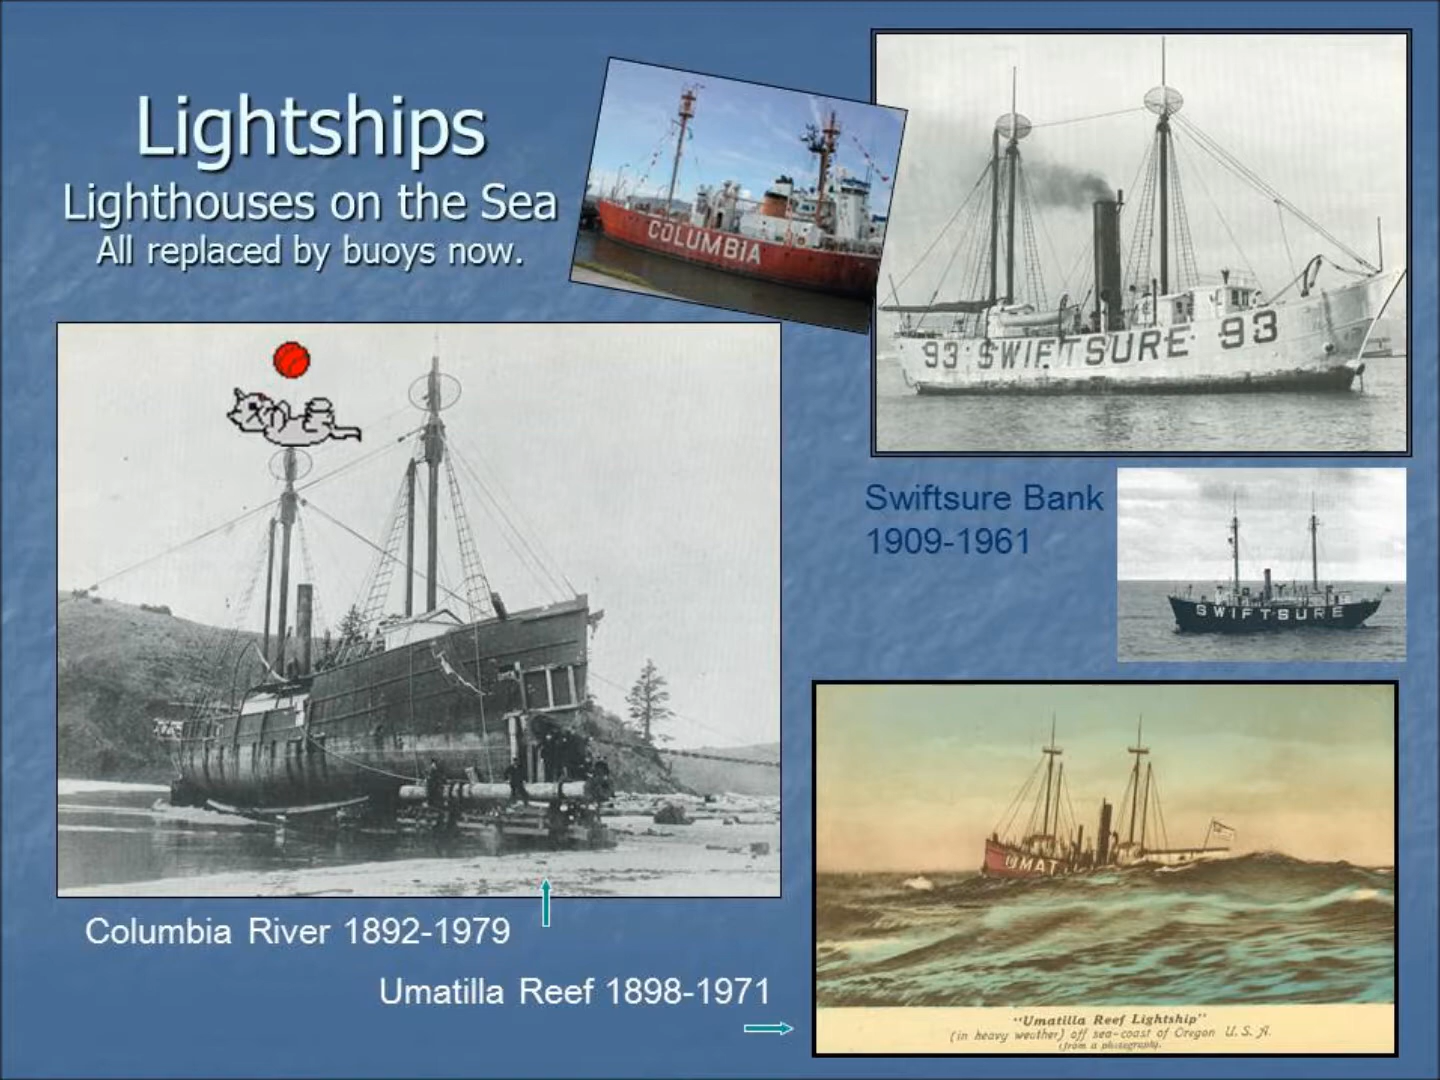 Lightships
Lighthouses on the Sea
All replaced by buoys now.
COLUMBIA
93 SWIFTSURE 93
Swiftsure Bank
1909-1961
SWIFTSURE
UMAT
Columbia River 1892-1979
Umatilla Reef 1898-1971
"Umatilla Reef Lightship"
(in heavy weather) off sea-coast of Oregon U. S. A.
(from a photography.